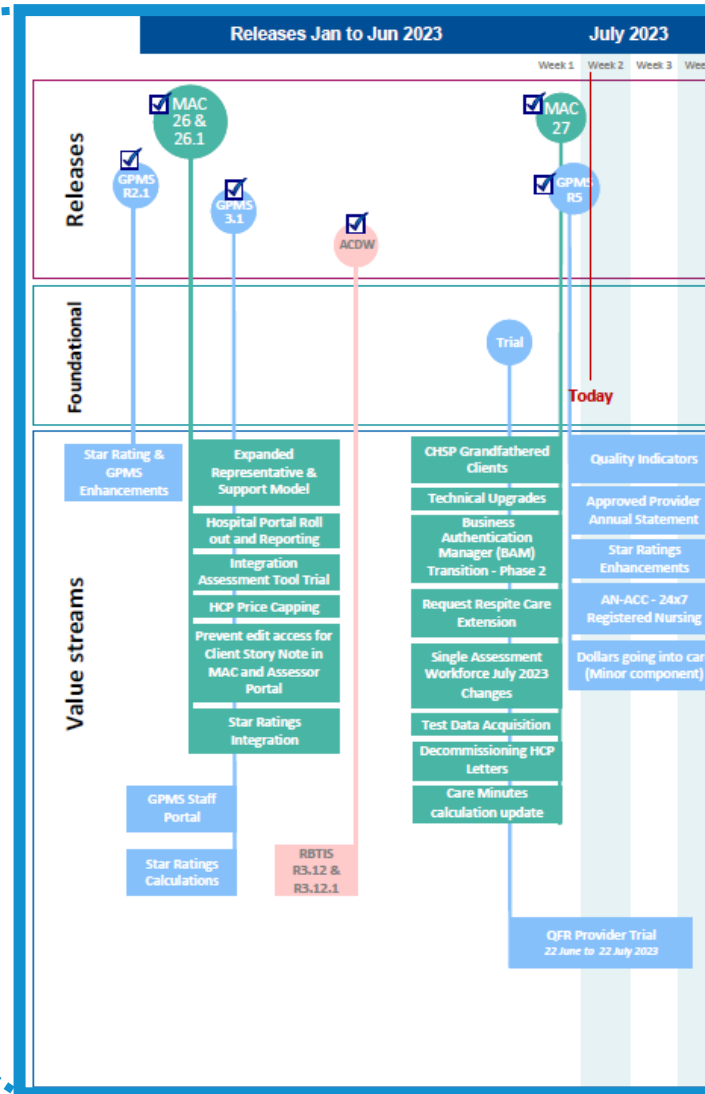 Releases Jan to Jun 2023
July 2023
Week 1
Week 2
Week 3
Releases
MAC
26 &
26.1
GPMS
R2.1
GPMS
3.1
ACDW
MAC
27
GPMS
R5
Foundational
Trial
Today
Value streams
Star Rating &
GPMS
Enhancements
Expanded
Representative &
Support Model
Hospital Portal Roll
out and Reporting
Integration
Assessment Tool Trial
HCP Price Capping
Prevent edit access for
Client Story Note in
MAC and Assessor
Portal
Star Ratings
Integration
GPMS Staff
Portal
Star Ratings
Calculations
RBTIS
R3.12 &
R3.12.1
CHSP Grandfathered
Clients
Technical Upgrades
Business
Authentication
Manager (BAM)
Transition - Phase 2
Request Respite Care
Extension
Single Assessment
Workforce July 2023
Changes
Test Data Acquisition
Decommissioning HCP
Letters
Care Minutes
calculation update
Quality Indicators
Approved Provider
Annual Statement
Star Ratings
Enhancements
AN-ACC - 24x7
Registered Nursing
Dollars going into
(Minor component)
QFR Provider Trial
22 June to 22 July 2023